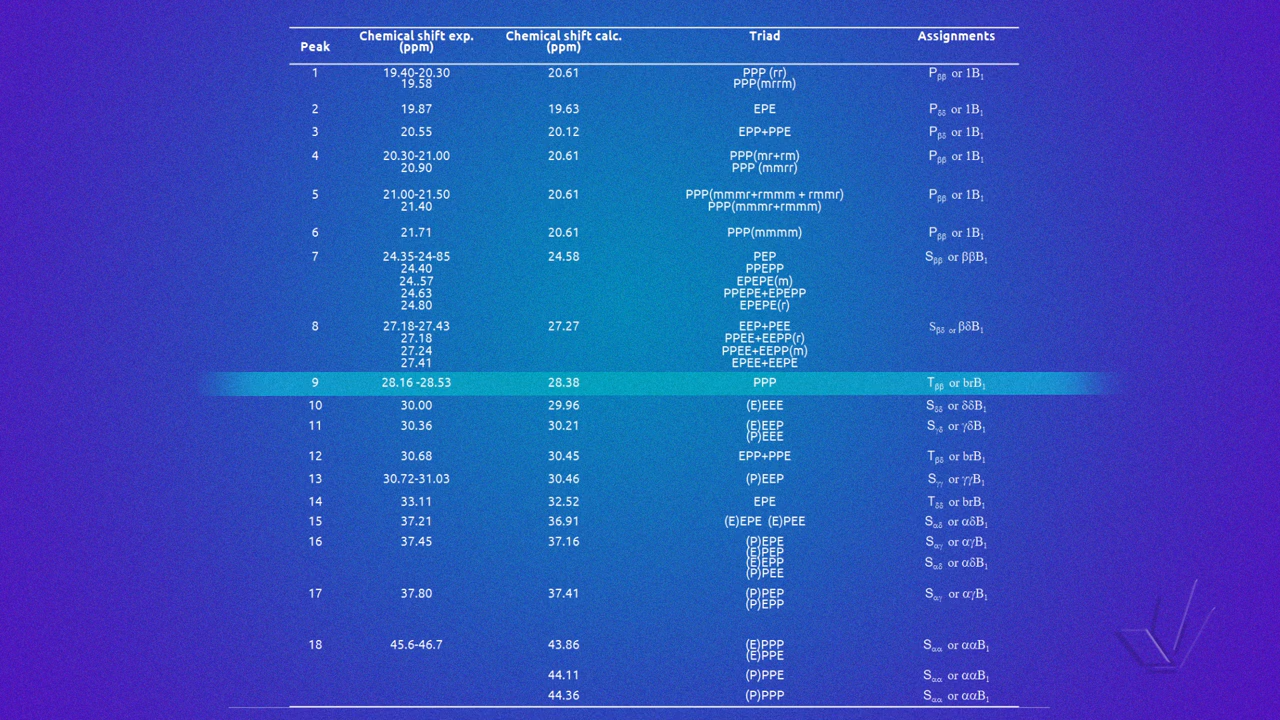 Peak Chemical shift exp. (ppm) Chemical shift calc. (ppm) Triad Assignments
1 19.40-20.30 20.61 PPP (rr) Pββ or 1B1
19.58 PPP(mrrm)
2 19.87 19.63 EPE Pδδ or 1B1
3 20.55 20.12 EPP+PPE Pβδ or 1B1
4 20.30-21.00 20.61 PPP(mr+rm) Pββ or 1B1
20.90 PPP (mmrr)
5 21.00-21.50 20.61 PPP(mmmr+rmmm + rmmr) Pββ or 1B1
21.40 PPP(mmmr+rmmm)
6 21.71 20.61 PPP(mmmm) Pββ or 1B1
7 24.35-24-85 24.58 PEP Sββ or ββB1
24.40 PPEPP
24..57 EPEPE(m)
24.63 PPEPE+EPEPP
24.80 EPEPE(r)
8 27.18-27.43 27.27 EEP+PEE Sβδ or βδB1
27.18 PPEE+EEPP(r)
27.24 PPEE+EEPP(m)
27.41 EPEE+EEPE
9 28.16 -28.53 28.38 PPP Tββ or brB1
10 30.00 29.96 (E)EEE Sδδ or δδB1
11 30.36 30.21 (E)EEP Sγδ or γδB1
(P)EEE
12 30.68 30.45 EPP+PPE Tβδ or brB1
13 30.72-31.03 30.46 (P)EEP Sγγ or γγB1
14 33.11 32.52 EPE Tδδ or brB1
15 37.21 36.91 (E)EPE (E)PEE Sαδ or αδB1
16 37.45 37.16 (P)EPE Sαγ or αγB1
(E)PEP
(E)EPP Sαδ or αδB1
(P)PEE
17 37.80 37.41 (P)PEP Sαγ or αγB1
(P)EPP
18 45.6-46.7 43.86 (E)PPP Sαα or ααB1
(E)PPE
44.11 (P)PPE Sαα or ααB1
44.36 (P)PPP Sαα or ααB1